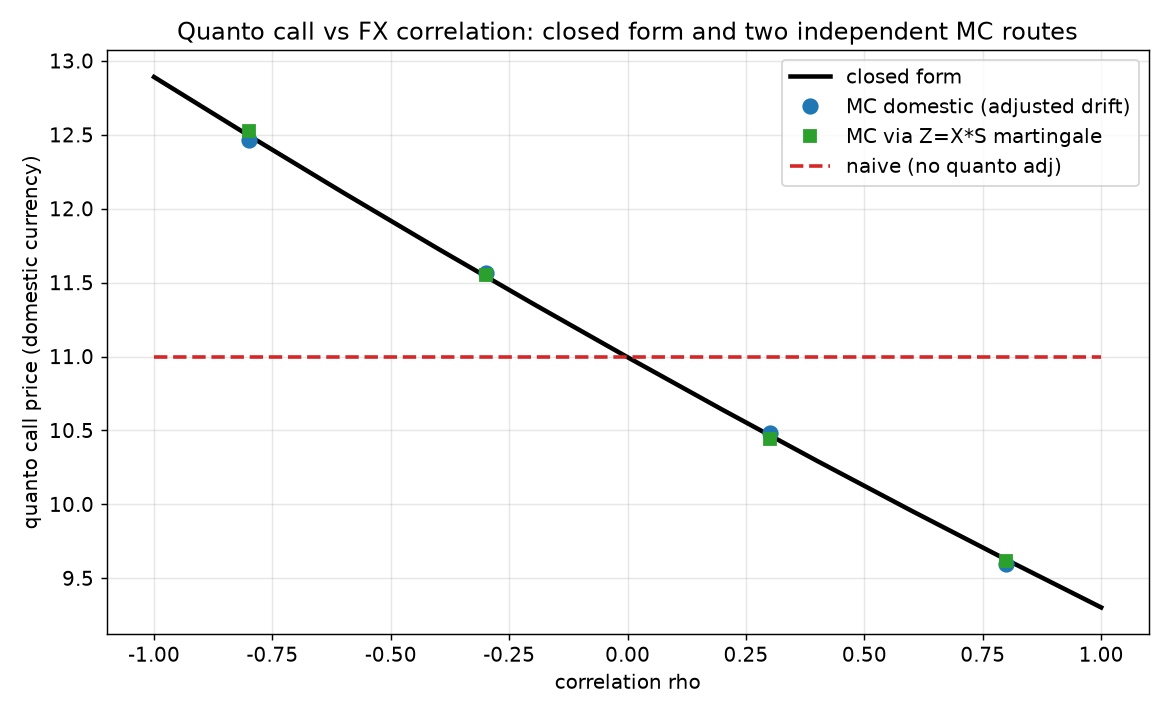 Quanto call vs FX correlation: closed form and two independent MC routes
closed form
MC domestic (adjusted drift)
MC via Z=X*S martingale
naive (no quanto adj)
quanto call price (domestic currency)
13.0
12.5
12.0
11.5
11.0
10.5
10.0
9.5
-1.00 -0.75 -0.50 -0.25 0.00 0.25 0.50 0.75 1.00
correlation rho